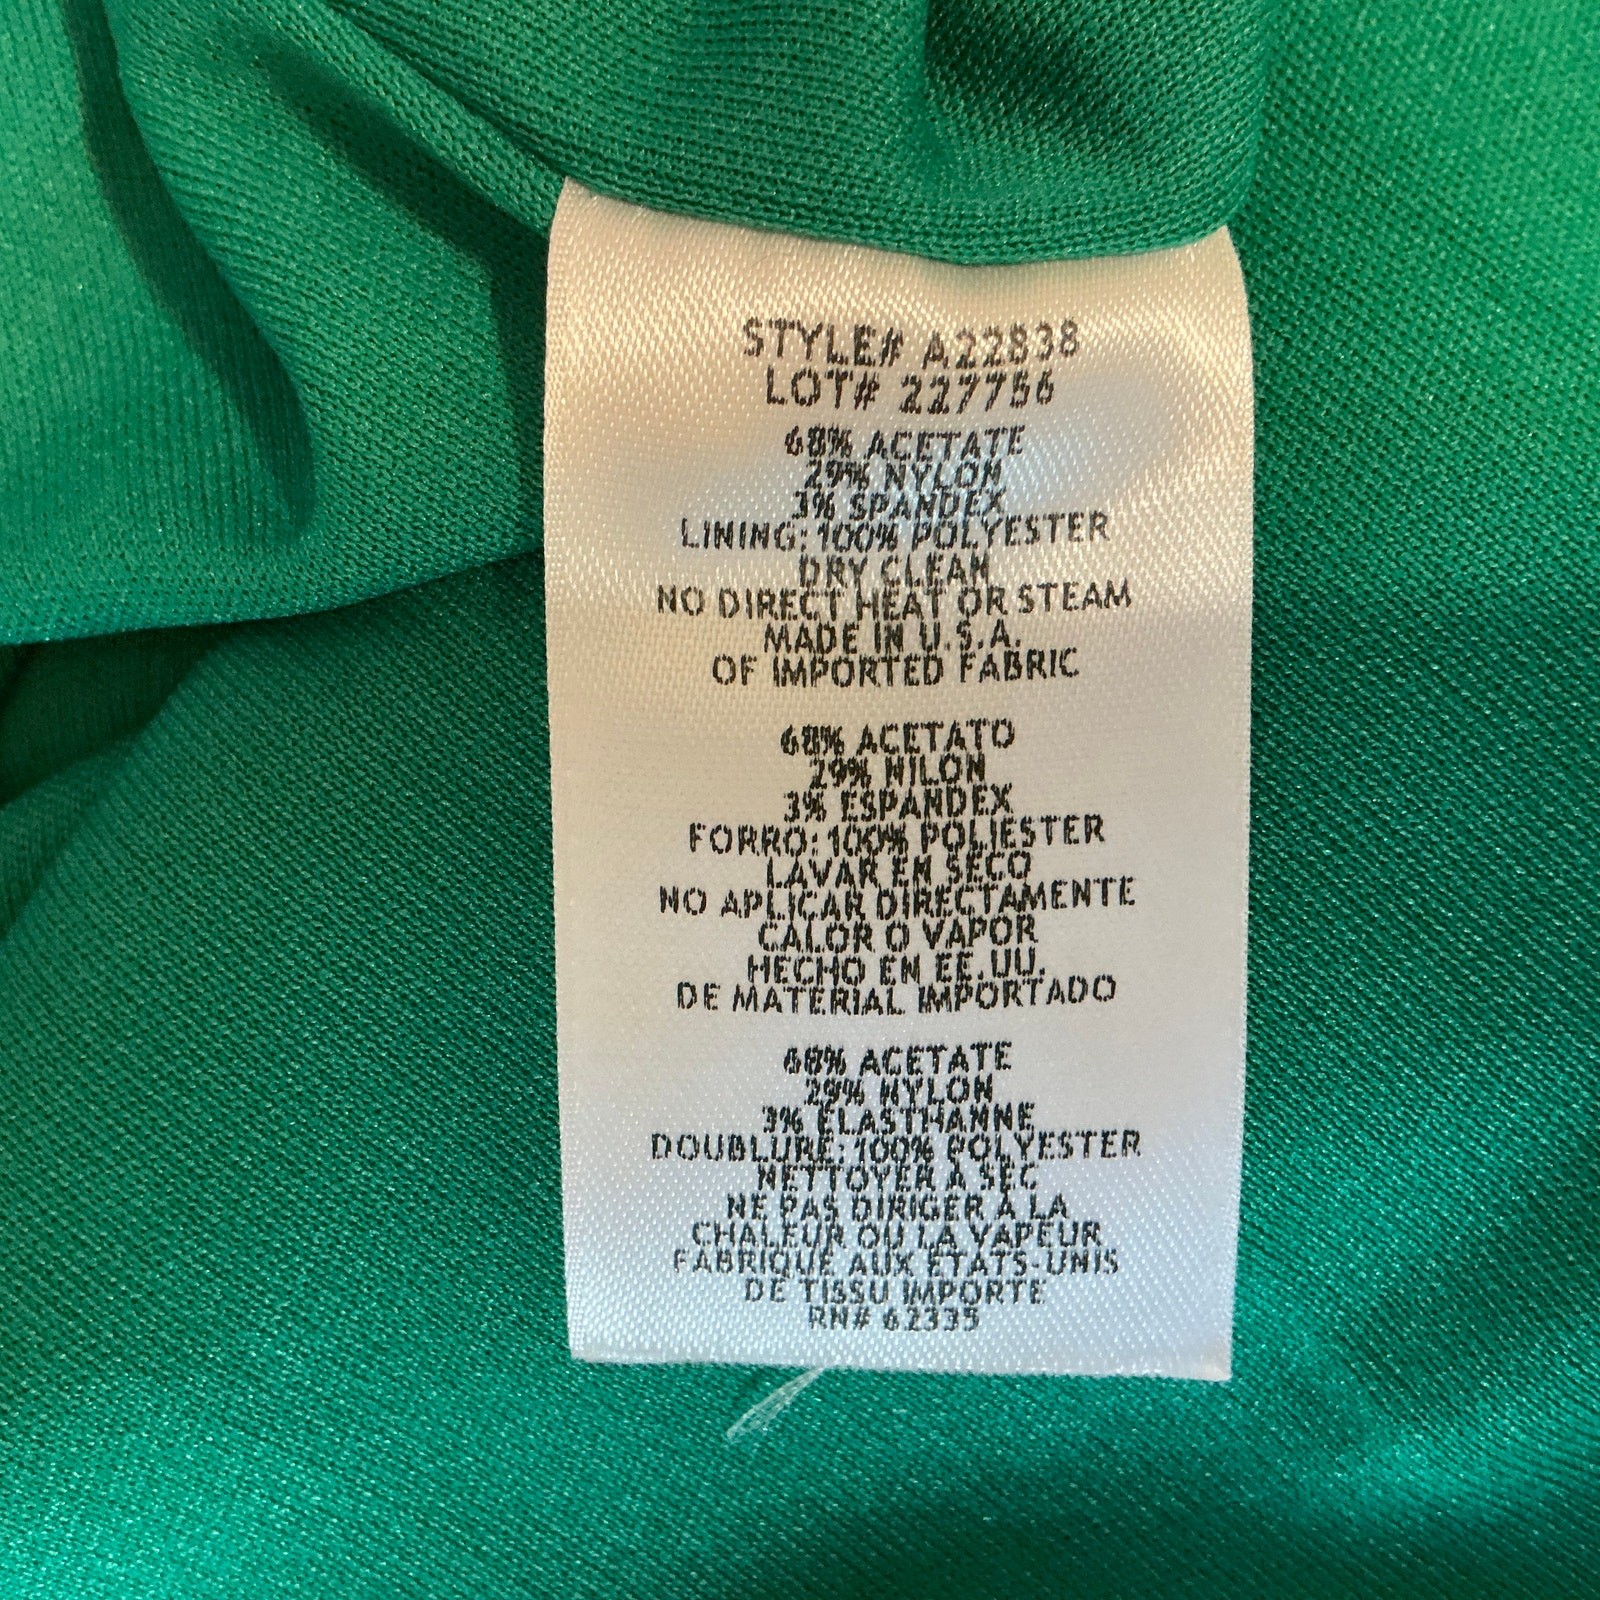 STYLE# A22838
LOT# 227756
68% ACETATE
29% NYLON
3% SPANDEX
LINING: 100% POLYESTER
DRY CLEAN
NO DIRECT HEAT OR STEAM
MADE IN U.S.A.
OF IMPORTED FABRIC
68% ACETATO
29% NILON
3% ESPANDEX
FORRO: 100% POLIESTER
LAVAR EN SECO
NO APLICAR DIRECTAMENTE
CALOR O VAPOR
HECHO EN EE.UU.
DE MATERIAL IMPORTADO
68% ACETATE
29% NYLON
3% ELASTHANNE
DOUBLURE: 100% POLYESTER
NETTOYER A SEC
NE PAS DIRIGER A LA
CHALEUR OU LA VAPEUR
FABRIQUE AUX ETATS-UNIS
DE TISSU IMPORTE
RN# 62335